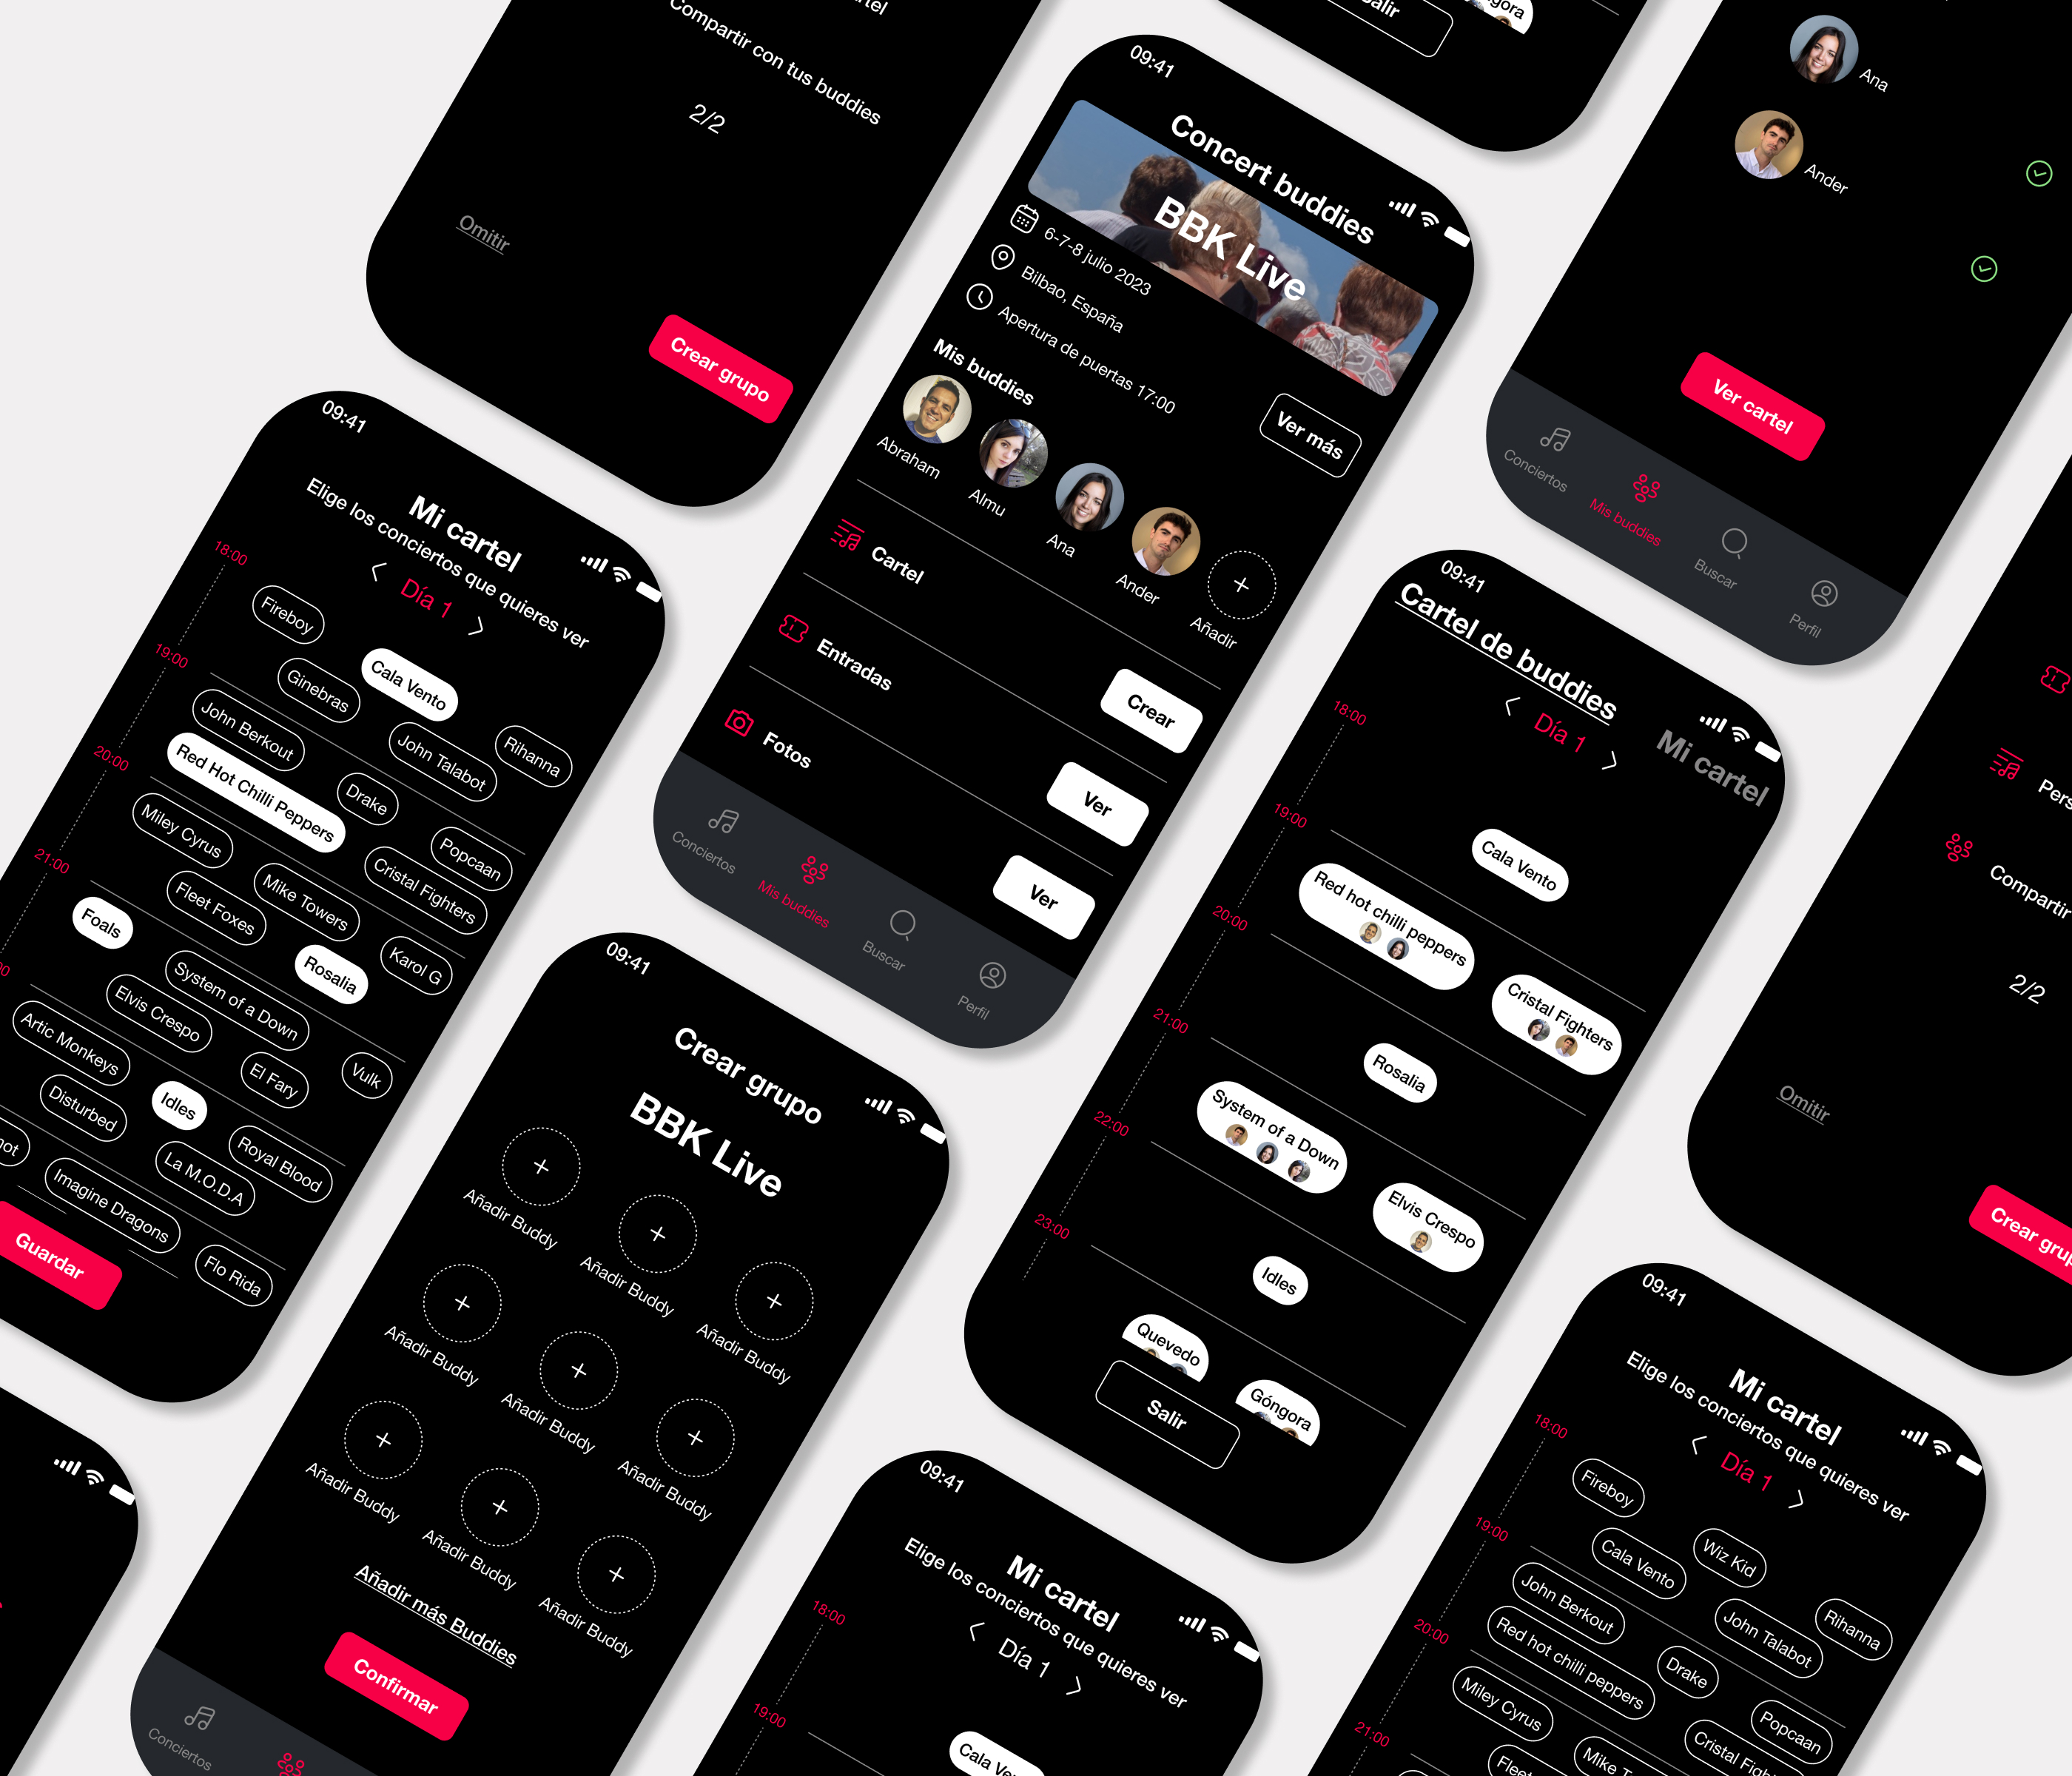 Compartir con tus buddies
2/2
Omitir
Crear grupo
Salir
Ana
Ander
Ver cartel
Conciertos
Mis buddies
Buscar
Perfil
09:41
Concert buddies
BBK Live
6-7-8 julio 2023
Bilbao, España
Apertura de puertas 17:00
Ver más
Mis buddies
Abraham
Almu
Ana
Ander
Añadir
Cartel
Crear
Entradas
Ver
Fotos
Ver
Conciertos
Mis buddies
Buscar
Perfil
09:41
Mi cartel
Elige los conciertos que quieres ver
Día 1
18:00
Fireboy
Cala Vento
Rihanna
Ginebras
John Talabot
19:00
John Berkout
Drake
Popcaan
Red Hot Chilli Peppers
Cristal Fighters
20:00
Miley Cyrus
Mike Towers
Karol G
Fleet Foxes
Rosalia
21:00
Foals
System of a Down
Vulk
Elvis Crespo
El Fary
Artic Monkeys
Idles
Royal Blood
Disturbed
La M.O.D.A
Imagine Dragons
Flo Rida
Guardar
09:41
Cartel de buddies
Mi cartel
Día 1
18:00
Cala Vento
19:00
Red hot chilli peppers
Cristal Fighters
20:00
Rosalia
21:00
System of a Down
Elvis Crespo
22:00
Idles
23:00
Quevedo
Góngora
Salir
09:41
Crear grupo
BBK Live
Añadir Buddy
Añadir Buddy
Añadir Buddy
Añadir Buddy
Añadir Buddy
Añadir Buddy
Añadir Buddy
Añadir Buddy
Añadir Buddy
Añadir más Buddies
Confirmar
Conciertos
Compartir
2/2
Omitir
Crear
09:41
Mi cartel
Elige los conciertos que quieres ver
Día 1
18:00
19:00
Cala
09:41
Mi cartel
Elige los conciertos que quieres ver
Día 1
18:00
Fireboy
Wiz Kid
Rihanna
Cala Vento
John Talabot
19:00
John Berkout
Drake
Popcaan
Red hot chilli peppers
Cristal
20:00
Miley Cyrus
Mike
21:00